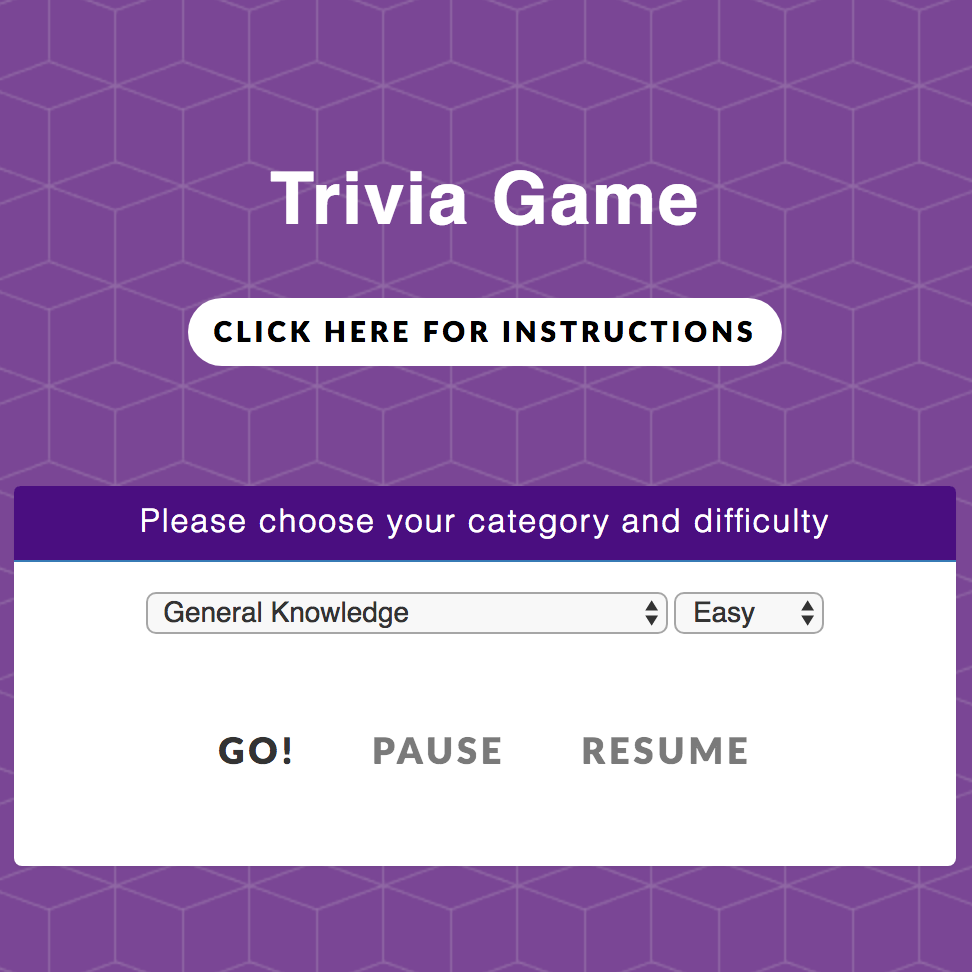 Trivia Game
CLICK HERE FOR INSTRUCTIONS
Please choose your category and difficulty
General Knowledge Easy
GO! PAUSE RESUME